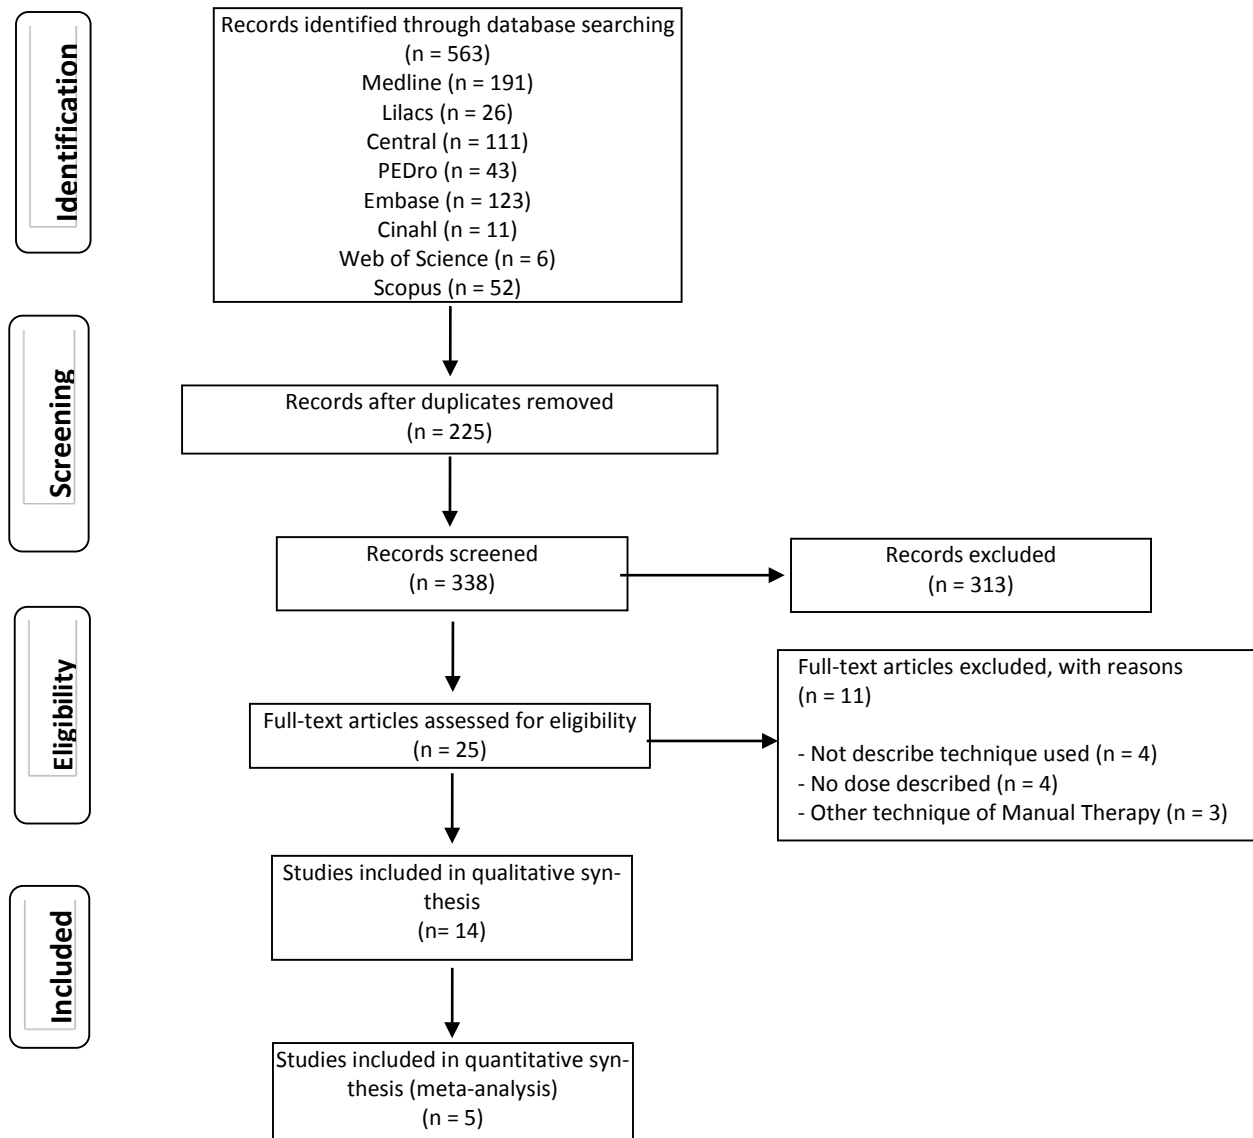 Identification
Records identified through database searching
(n = 563)
Medline (n = 191)
Lilacs (n = 26)
Central (n = 111)
PEDro (n = 43)
Embase (n = 123)
Cinahl (n = 11)
Web of Science (n = 6)
Scopus (n = 52)
Screening
Records after duplicates removed
(n = 225)
Records screened
(n = 338)
Records excluded
(n = 313)
Eligibility
Full-text articles assessed for eligibility
(n = 25)
Full-text articles excluded, with reasons
(n = 11)
- Not describe technique used (n = 4)
- No dose described (n = 4)
- Other technique of Manual Therapy (n = 3)
Included
Studies included in qualitative syn-
thesis
(n= 14)
Studies included in quantitative syn-
thesis (meta-analysis)
(n = 5)